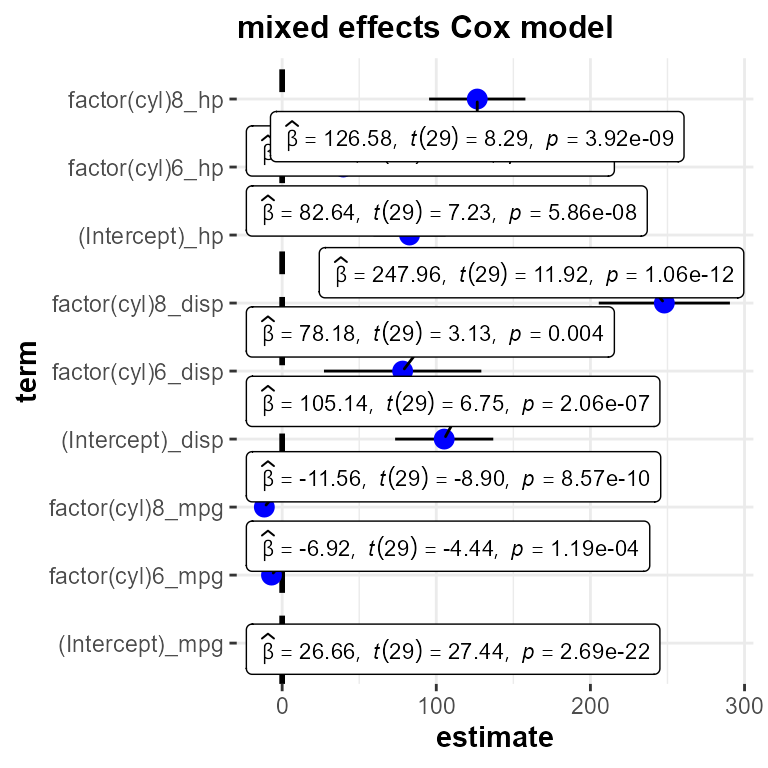 mixed effects Cox model
factor(cyl)8_hp
β̂ = 126.58, t(29) = 8.29, p = 3.92e-09
factor(cyl)6_hp
β̂ = 82.64, t(29) = 7.23, p = 5.86e-08
(Intercept)_hp
β̂ = 247.96, t(29) = 11.92, p = 1.06e-12
factor(cyl)8_disp
β̂ = 78.18, t(29) = 3.13, p = 0.004
term
factor(cyl)6_disp
β̂ = 105.14, t(29) = 6.75, p = 2.06e-07
(Intercept)_disp
β̂ = -11.56, t(29) = -8.90, p = 8.57e-10
factor(cyl)8_mpg
β̂ = -6.92, t(29) = -4.44, p = 1.19e-04
factor(cyl)6_mpg
(Intercept)_mpg
β̂ = 26.66, t(29) = 27.44, p = 2.69e-22
0 100 200 300
estimate